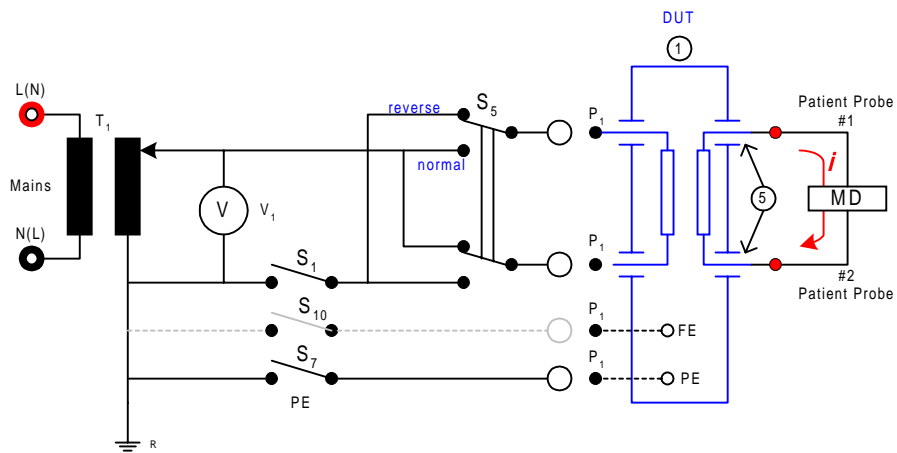 DUT
1
L(N)
T1
reverse
S5
P1
Patient Probe
#1
normal
i
Mains
V
V1
5
MD
N(L)
S1
P1
#2
Patient Probe
S10
P1
FE
S7
P1
PE
PE
R